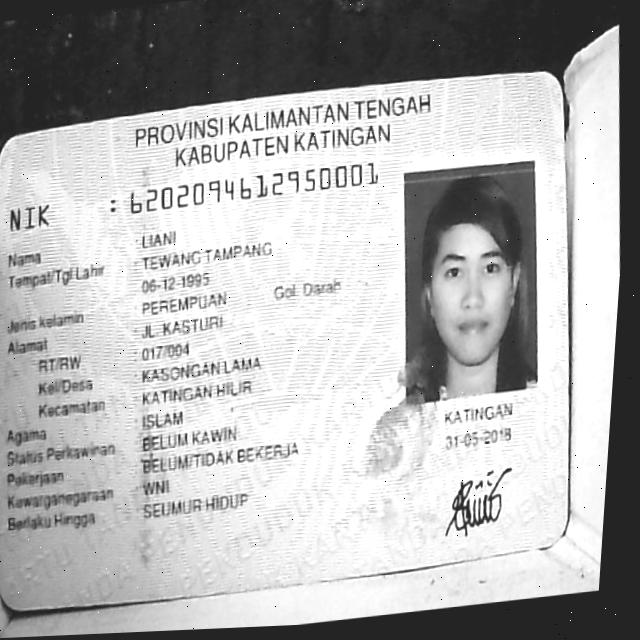 PROVINSI KALIMANTAN TENGAH
KABUPATEN KATINGAN
NIK : 6202094612950001
Nama : LIANI
Tempat/Tgl Lahir : TEWANG TAMPANG
06-12-1995
Jenis kelamin : PEREMPUAN Gol. Darah
Alamat : JL. KASTURI
RT/RW : 017/004
Kel/Desa : KASONGAN LAMA
Kecamatan : KATINGAN HILIR
Agama : ISLAM
Status Perkawinan : BELUM KAWIN
Pekerjaan : BELUM/TIDAK BEKERJA
Kewarganegaraan : WNI
Berlaku Hingga : SEUMUR HIDUP
KATINGAN
31-05-2018